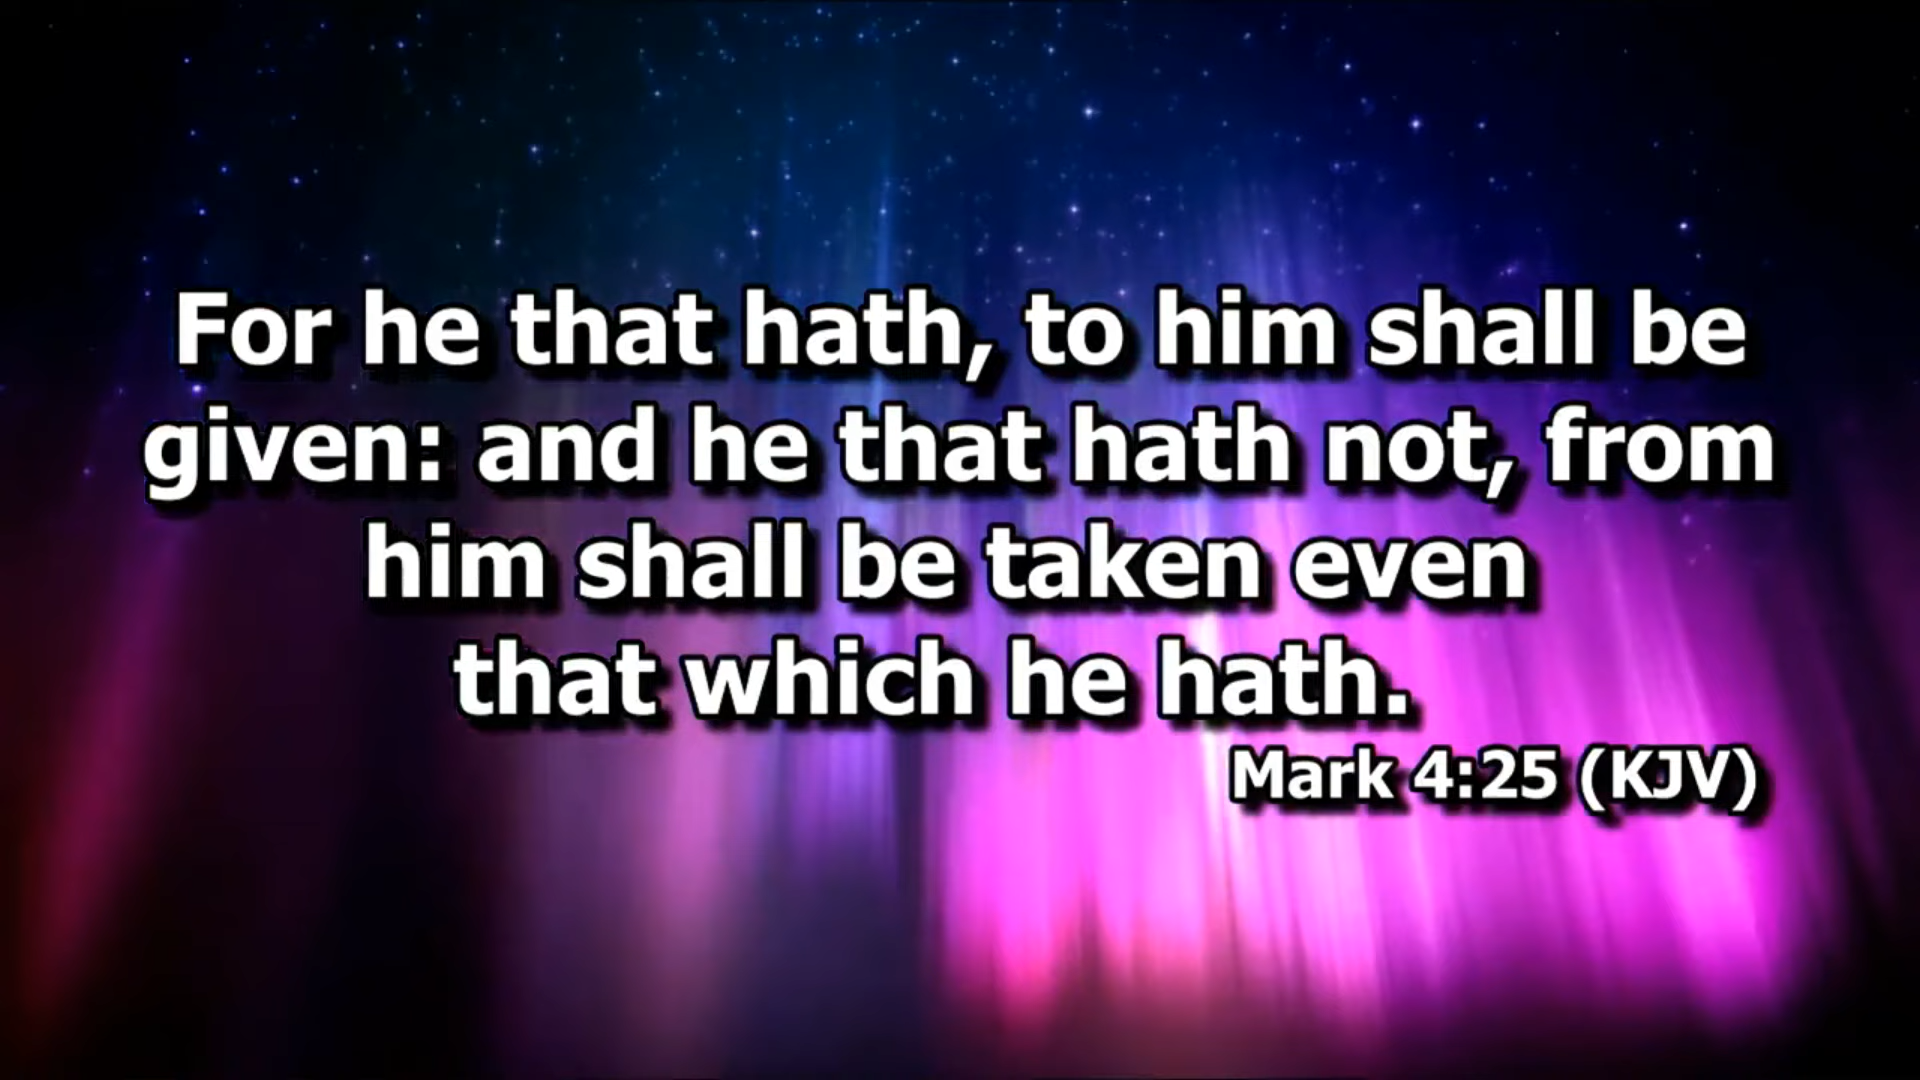 For he that hath, to him shall be
given: and he that hath not, from
him shall be taken even
that which he hath.
Mark 4:25 (KJV)